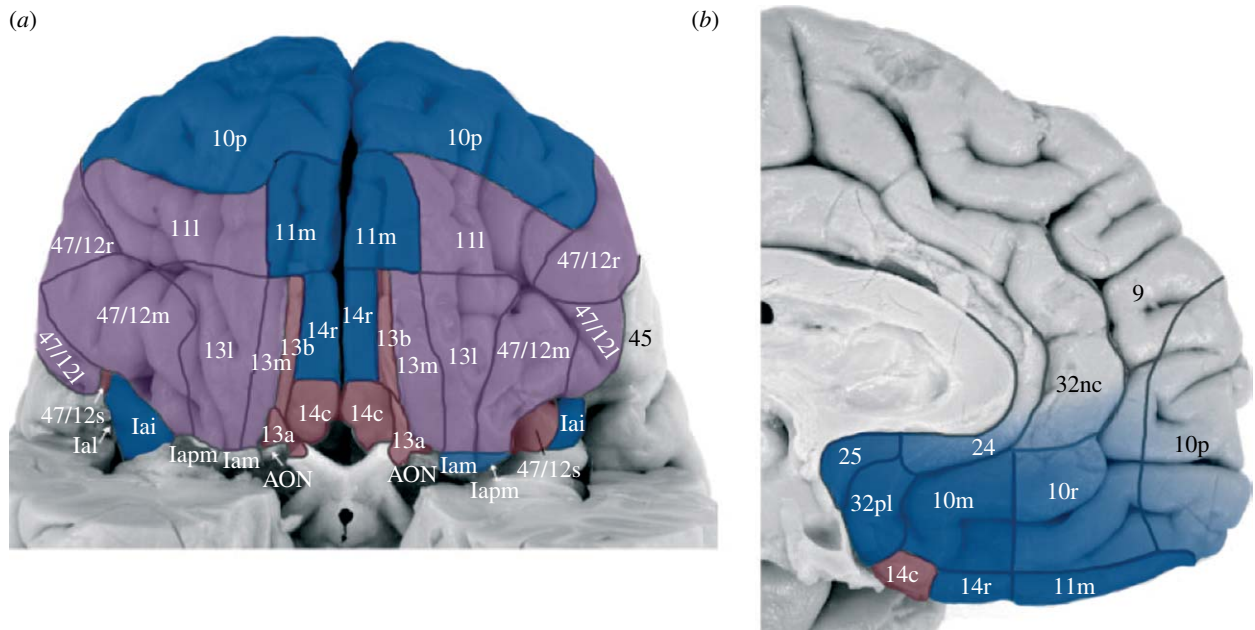 (a)
(b)
10p
10p
11l
11m
11m
11l
47/12r
47/12r
47/12m
13l
13m
13b
14r
14r
13b
13m
13l
47/12m
47/12l
45
47/12l
47/12s
Ial
Iai
Iapm
Iam
13a
14c
14c
13a
AON
AON
Iam
Iapm
47/12s
Iai
9
32nc
10p
25
24
32pl
10m
10r
14c
14r
11m